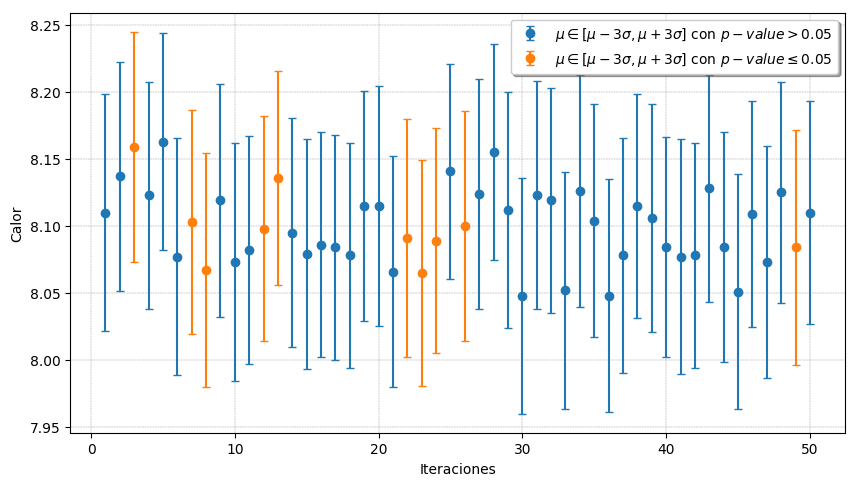 8.25
8.20
8.15
8.10
8.05
8.00
7.95
Calor
0 10 20 30 40 50
Iteraciones
μ ∈ [μ − 3σ, μ + 3σ] con p − value > 0.05
μ ∈ [μ − 3σ, μ + 3σ] con p − value ≤ 0.05